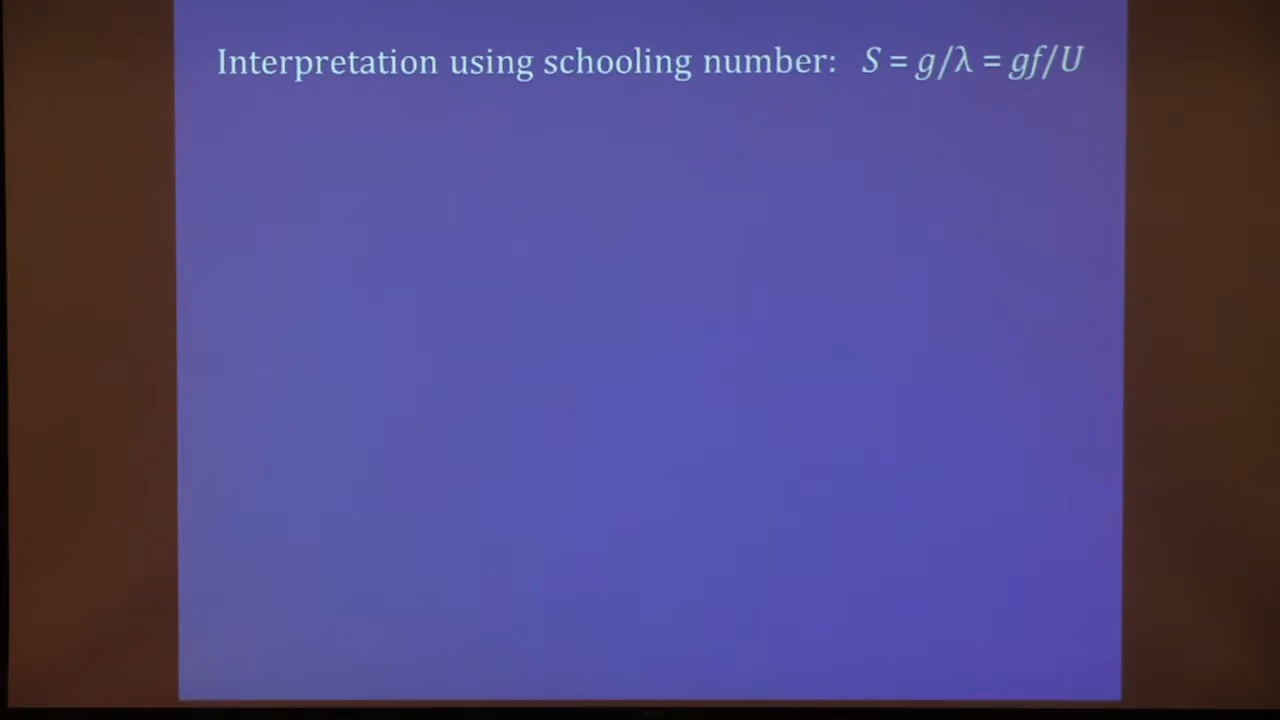 Interpretation using schooling number: S = g/λ = gf/U